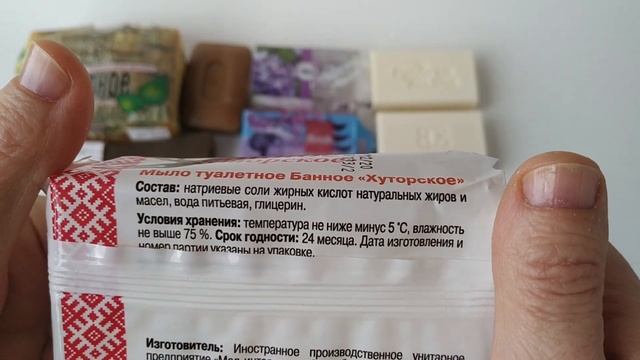 Мыло туалетное Банное «Хуторское»
Состав: натриевые соли жирных кислот натуральных жиров и
масел, вода питьевая, глицерин.
Условия хранения: температура не ниже минус 5˚С, влажность
не выше 75 %. Срок годности: 24 месяца. Дата изготовления и
номер партии указаны на упаковке.
Изготовитель: Иностранное производственное унитарное
предприятие